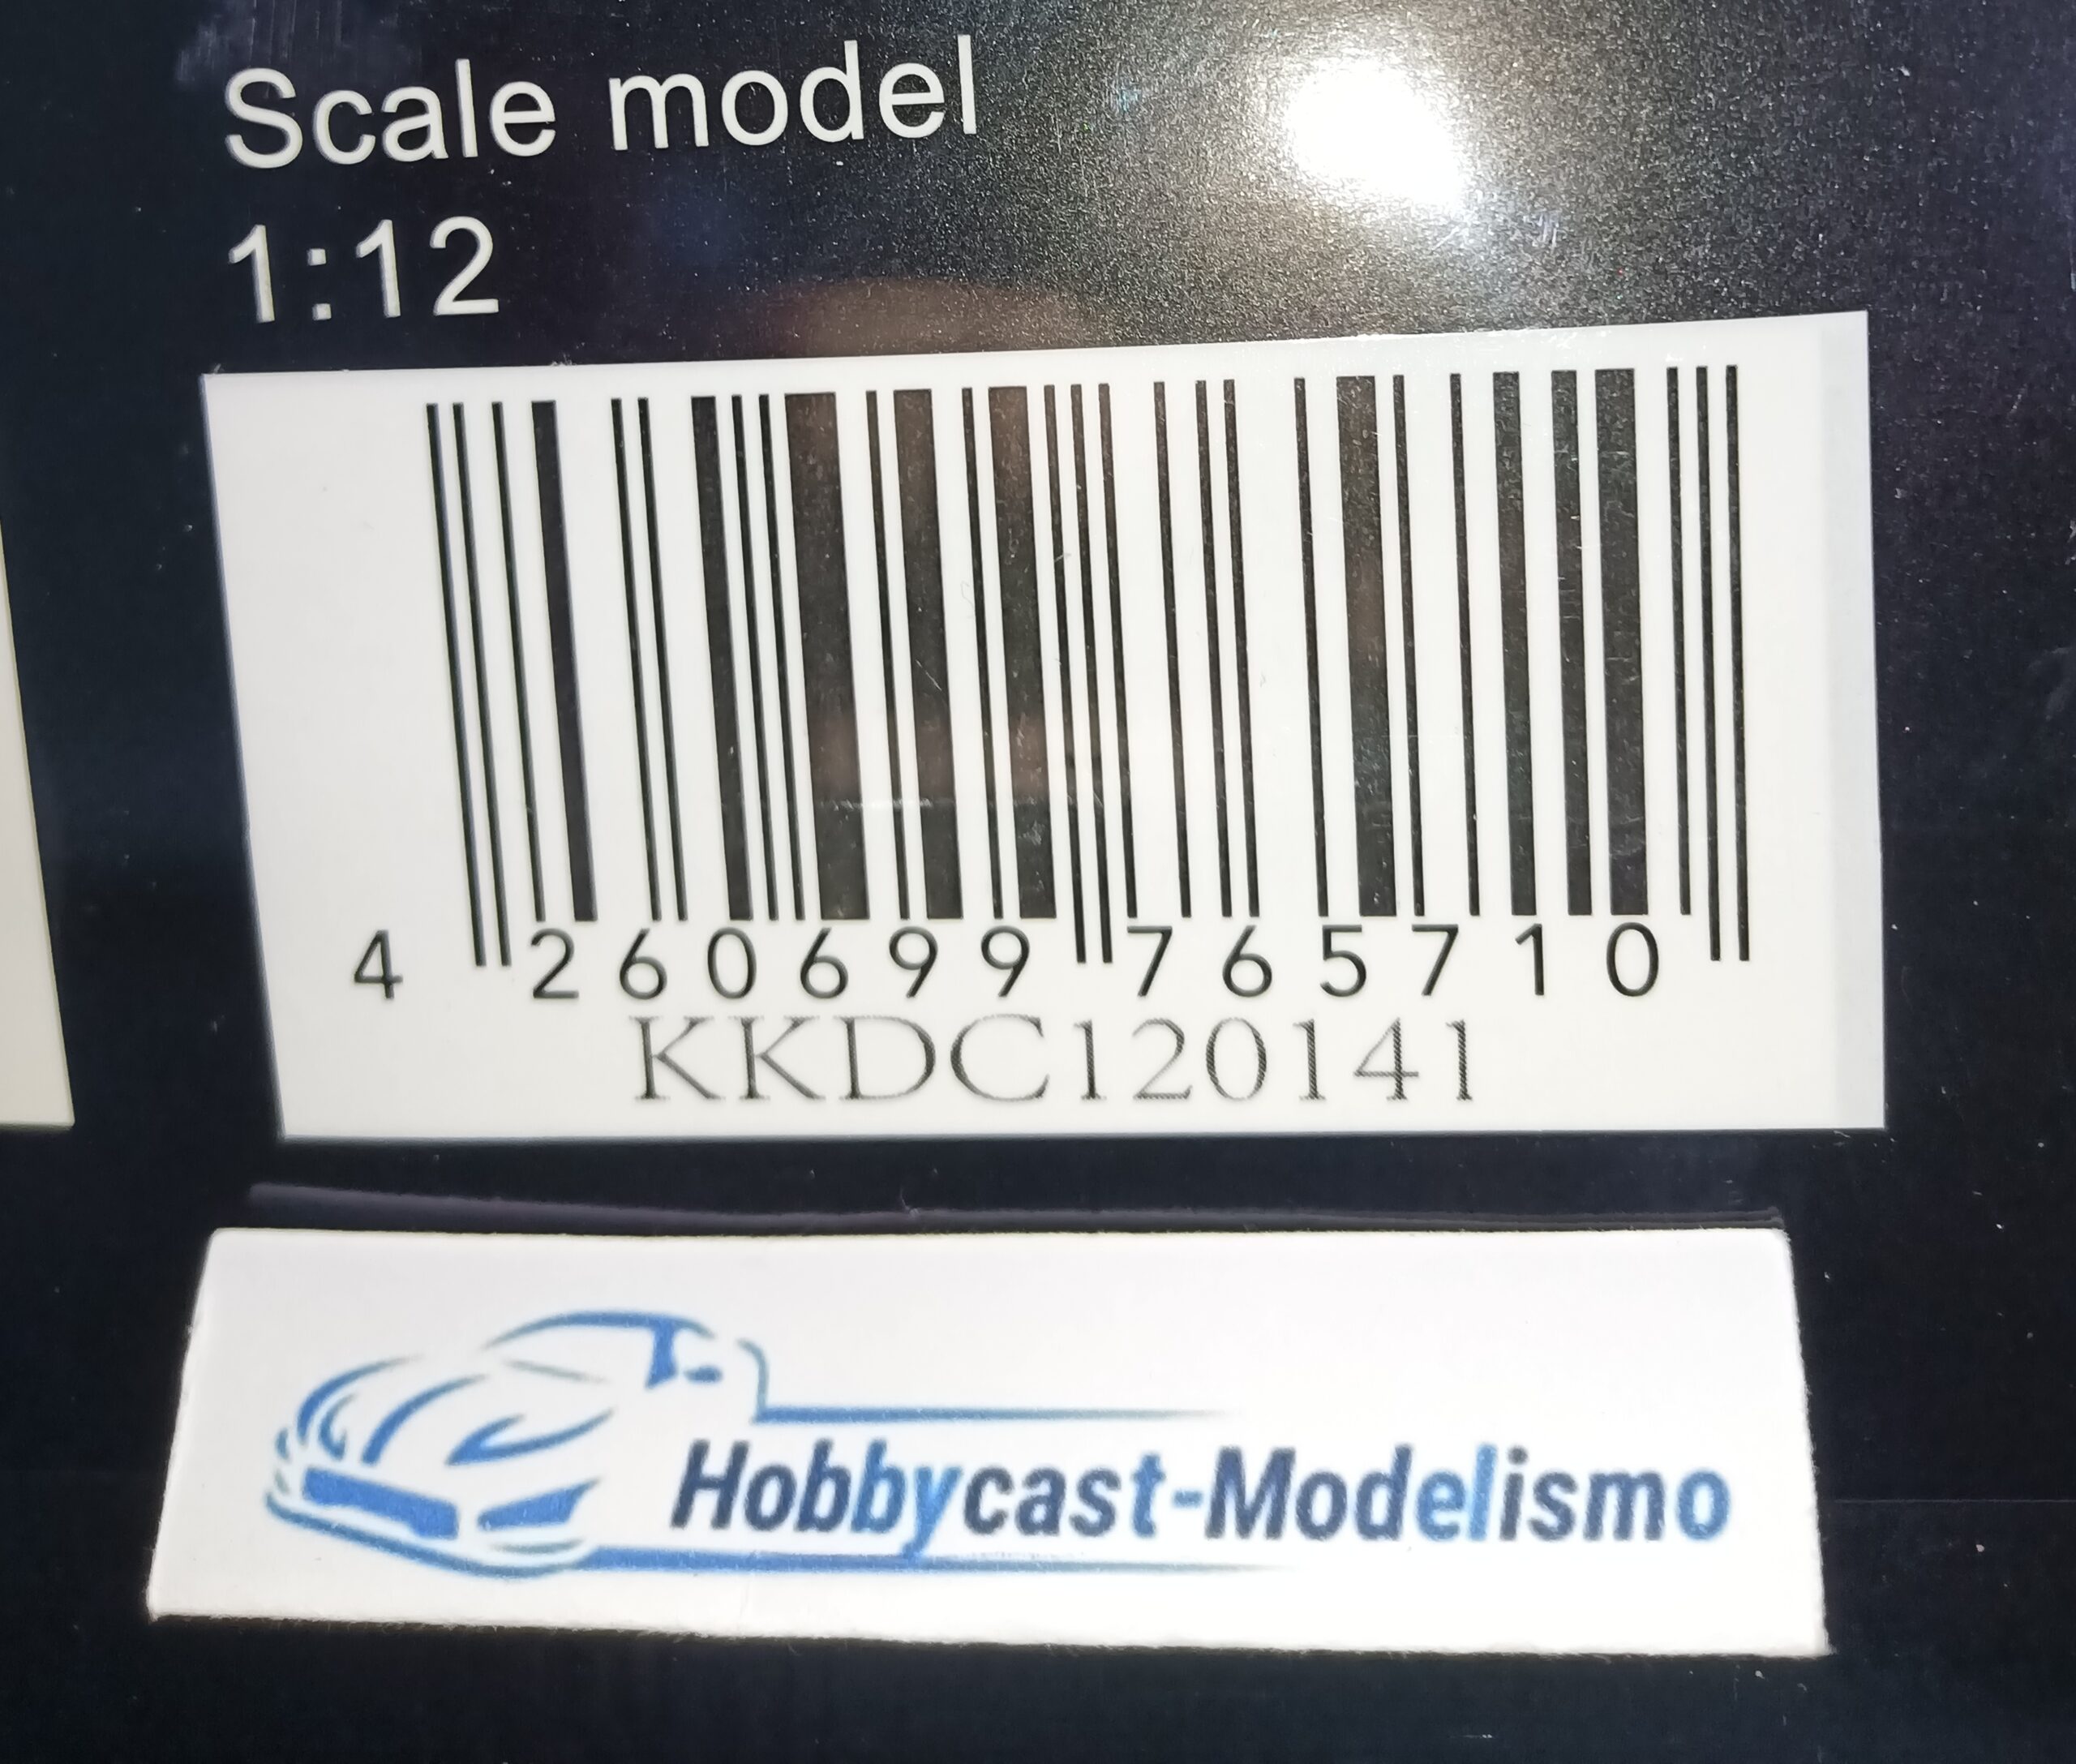 Scale model
1:12
4 260699 765710
KKDC120141
Hobbycast-Modelismo